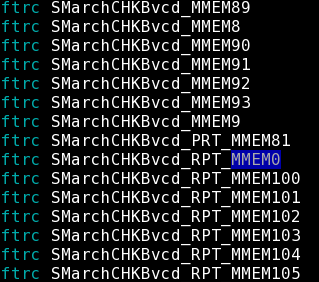 ftrc SMarchCHKBvcd_MMEM89
ftrc SMarchCHKBvcd_MMEM8
ftrc SMarchCHKBvcd_MMEM90
ftrc SMarchCHKBvcd_MMEM91
ftrc SMarchCHKBvcd_MMEM92
ftrc SMarchCHKBvcd_MMEM93
ftrc SMarchCHKBvcd_MMEM9
ftrc SMarchCHKBvcd_PRT_MMEM81
ftrc SMarchCHKBvcd_RPT_MMEM0
ftrc SMarchCHKBvcd_RPT_MMEM100
ftrc SMarchCHKBvcd_RPT_MMEM101
ftrc SMarchCHKBvcd_RPT_MMEM102
ftrc SMarchCHKBvcd_RPT_MMEM103
ftrc SMarchCHKBvcd_RPT_MMEM104
ftrc SMarchCHKBvcd_RPT_MMEM105